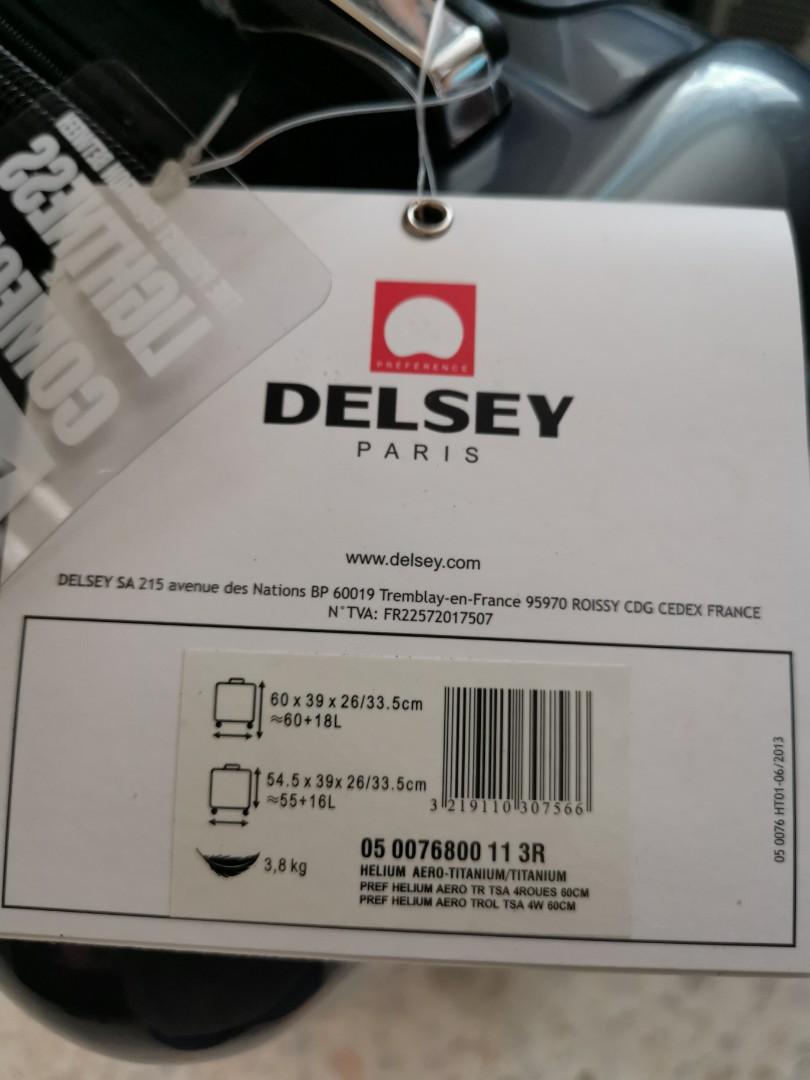 TIGHTNESS
PRÉFÉRENCE
DELSEY
PARIS
www.delsey.com
DELSEY SA 215 avenue des Nations BP 60019 Tremblay-en-France 95970 ROISSY CDG CEDEX FRANCE
N°TVA: FR22572017507
60 x 39 x 26/33.5cm
≈60+18L
54.5 x 39x 26/33.5cm
≈55+16L
3 219110 307566
3,8 kg
05 0076800 11 3R
HELIUM AERO-TITANIUM/TITANIUM
PREF HELIUM AERO TR TSA 4ROUES 60CM
PREF HELIUM AERO TROL TSA 4W 60CM
05 0076 HT01-06/2013